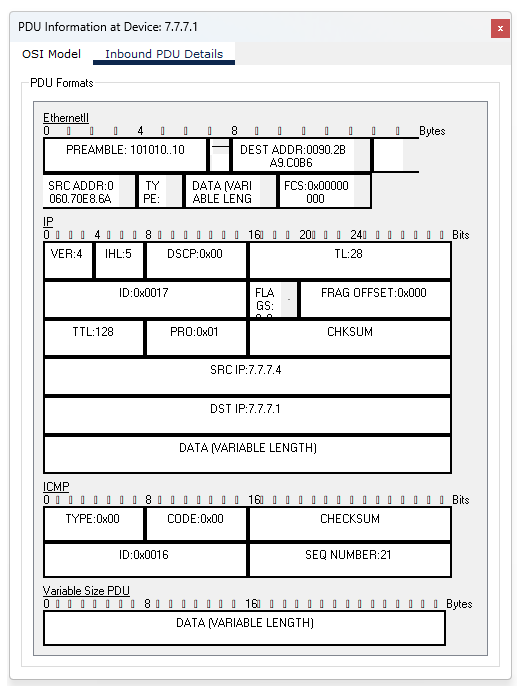 PDU Information at Device: 7.7.7.1
x
OSI Model Inbound PDU Details
PDU Formats
EthernetII
0 4 8 Bytes
PREAMBLE: 101010..10 DEST ADDR:0090.2B
A9.C0B6
SRC ADDR:0 TY DATA (VARI FCS:0x00000
060.70E8.6A PE: ABLE LENG 000
IP
0 4 8 16 20 24 Bits
VER:4 IHL:5 DSCP:0x00 TL:28
ID:0x0017 FLA FRAG OFFSET:0x000
GS:
TTL:128 PRO:0x01 CHKSUM
SRC IP:7.7.7.4
DST IP:7.7.7.1
DATA (VARIABLE LENGTH)
ICMP
0 8 16 Bits
TYPE:0x00 CODE:0x00 CHECKSUM
ID:0x0016 SEQ NUMBER:21
Variable Size PDU
0 8 16 Bytes
DATA (VARIABLE LENGTH)